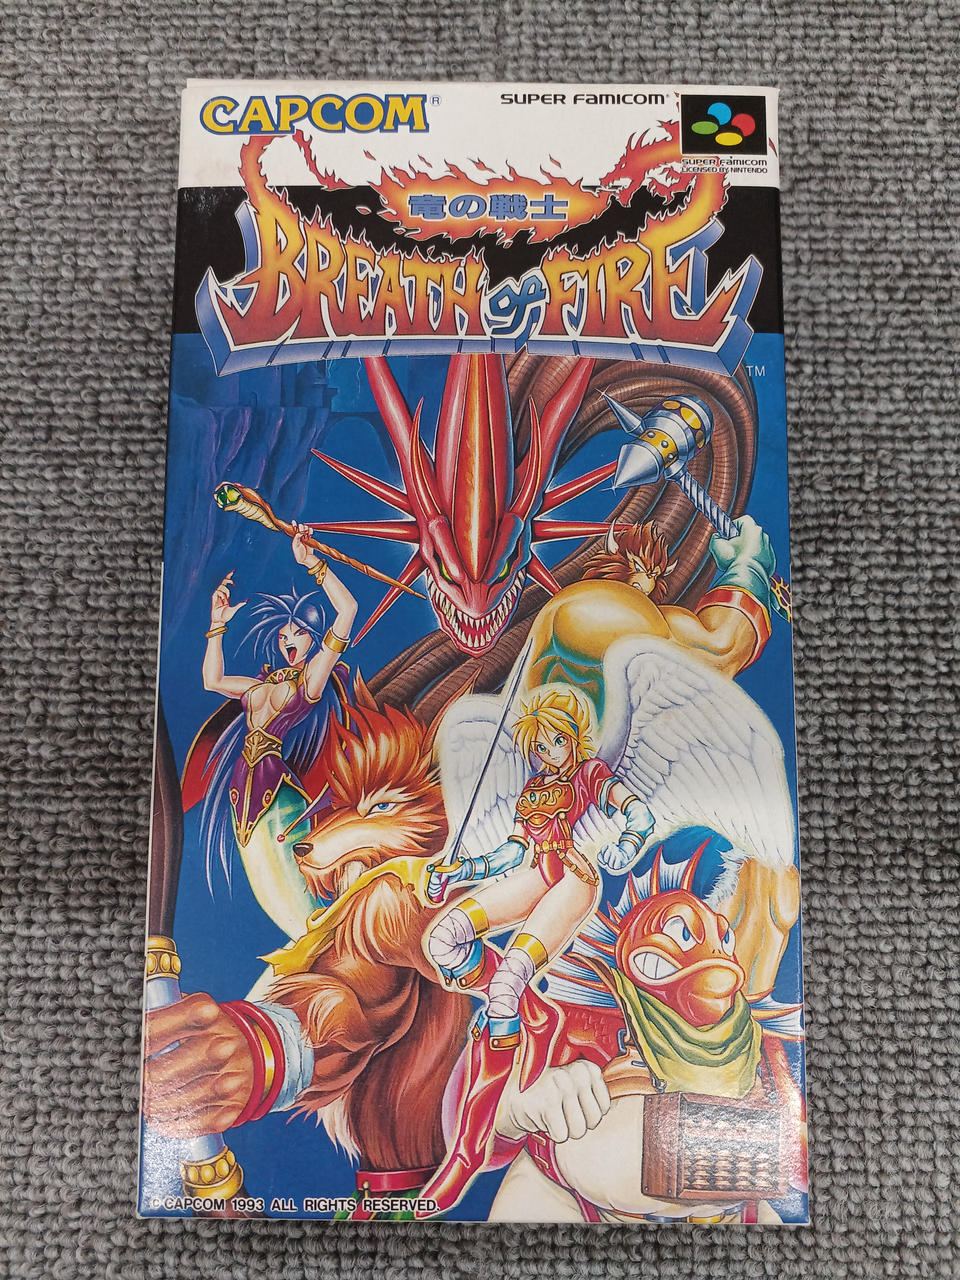 CAPCOM®
SUPER FAMICOM®
SUPER FAMICOM
LICENSED BY NINTENDO
竜の戦士
BREATH of FIRE
TM
© CAPCOM 1993 ALL RIGHTS RESERVED.